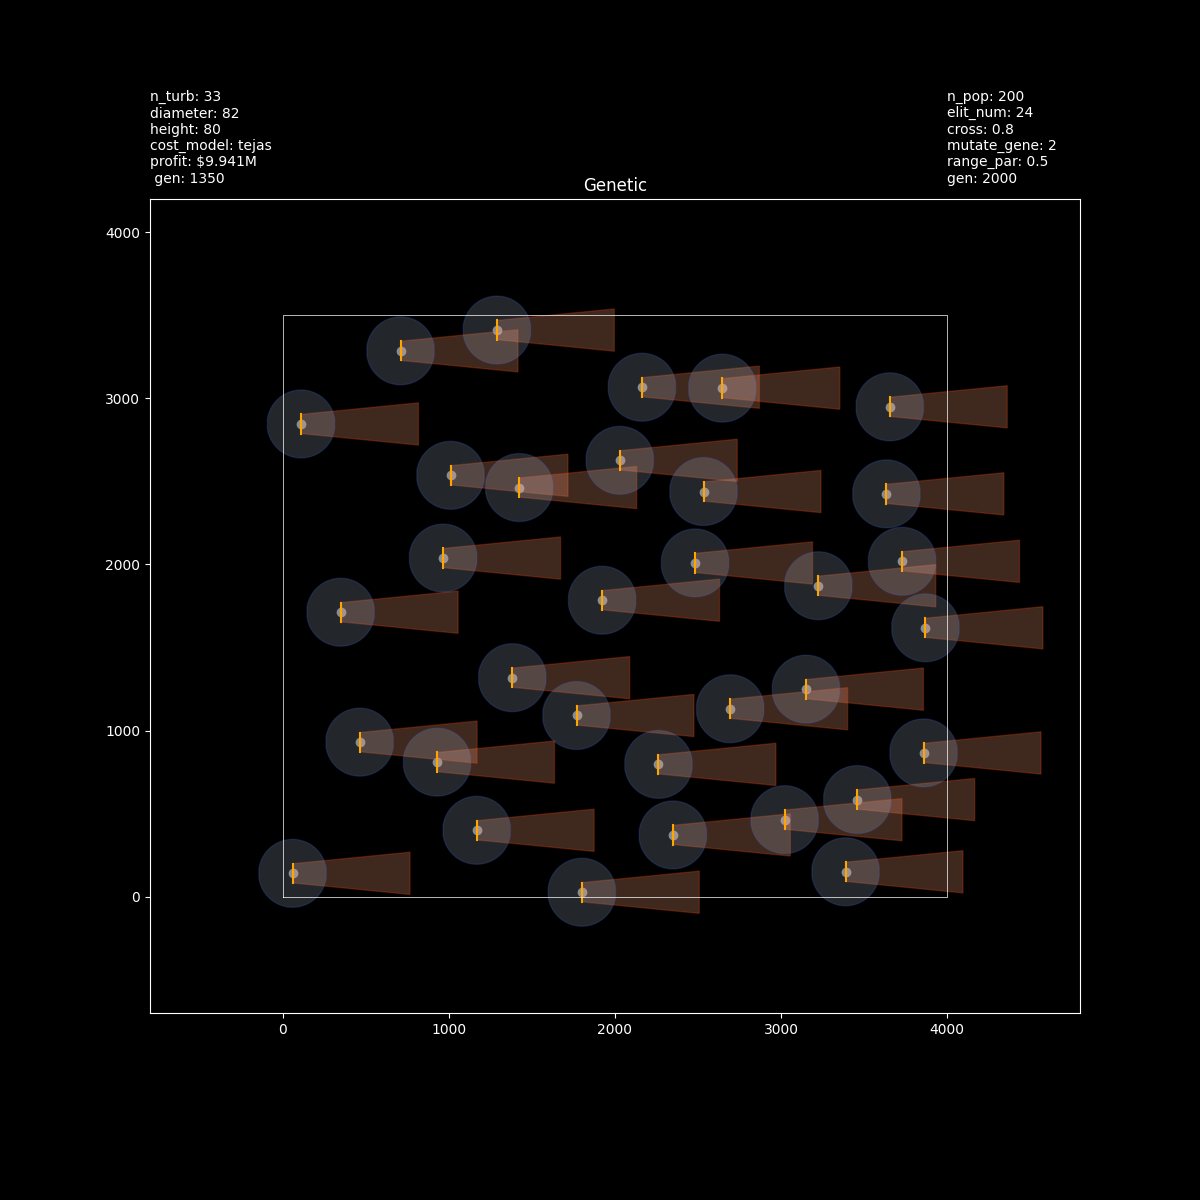 n_turb: 33
diameter: 82
height: 80
cost_model: tejas
profit: $9.941M
gen: 1350
n_pop: 200
elit_num: 24
cross: 0.8
mutate_gene: 2
range_par: 0.5
gen: 2000
Genetic
4000
3000
2000
1000
0
0 1000 2000 3000 4000